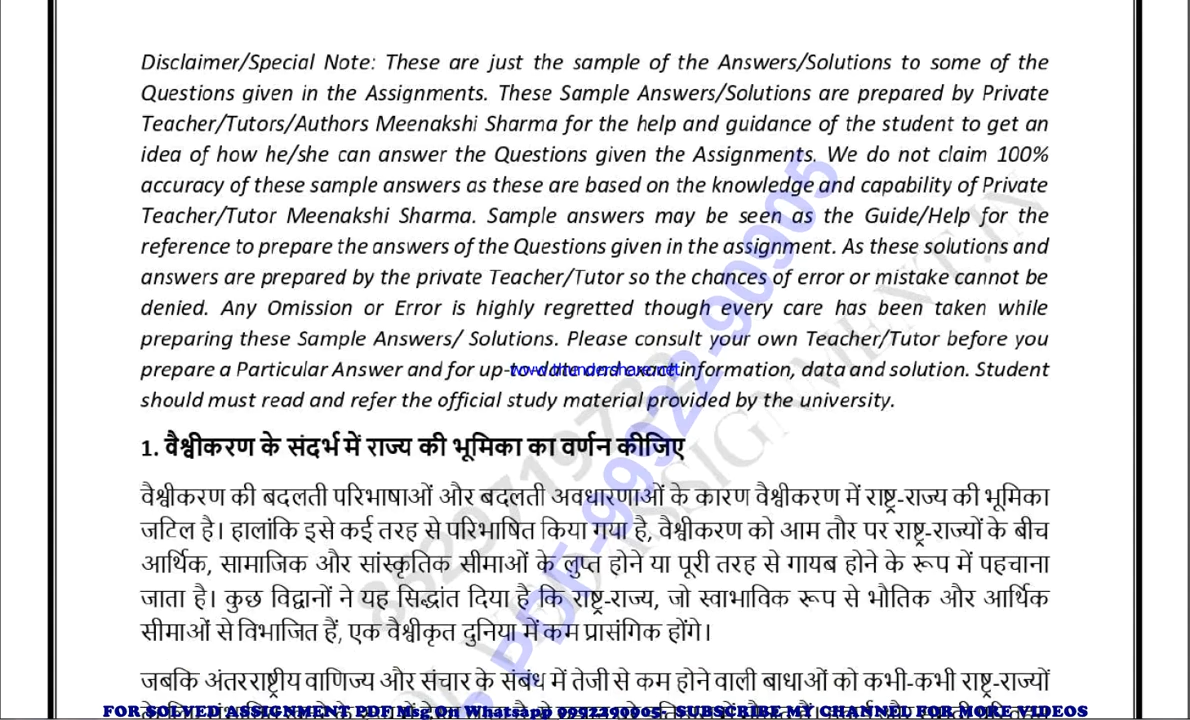 Disclaimer/Special Note: These are just the sample of the Answers/Solutions to some of the
Questions given in the Assignments. These Sample Answers/Solutions are prepared by Private
Teacher/Tutors/Authors Meenakshi Sharma for the help and guidance of the student to get an
idea of how he/she can answer the Questions given the Assignments. We do not claim 100%
accuracy of these sample answers as these are based on the knowledge and capability of Private
Teacher/Tutor Meenakshi Sharma. Sample answers may be seen as the Guide/Help for the
reference to prepare the answers of the Questions given in the assignment. As these solutions and
answers are prepared by the private Teacher/Tutor so the chances of error or mistake cannot be
denied. Any Omission or Error is highly regretted though every care has been taken while
preparing these Sample Answers/ Solutions. Please consult your own Teacher/Tutor before you
prepare a Particular Answer and for up-to-date and exact information, data and solution. Student
should must read and refer the official study material provided by the university.
1. वैश्वीकरण के संदर्भ में राज्य की भूमिका का वर्णन कीजिए
वैश्वीकरण की बदलती परिभाषाओं और बदलती अवधारणाओं के कारण वैश्वीकरण में राष्ट्र-राज्य की भूमिका
जटिल है। हालांकि इसे कई तरह से परिभाषित किया गया है, वैश्वीकरण को आम तौर पर राष्ट्र-राज्यों के बीच
आर्थिक, सामाजिक और सांस्कृतिक सीमाओं के लुप्त होने या पूरी तरह से गायब होने के रूप में पहचाना
जाता है। कुछ विद्वानों ने यह सिद्धांत दिया है कि राष्ट्र-राज्य, जो स्वाभाविक रूप से भौतिक और आर्थिक
सीमाओं से विभाजित हैं, एक वैश्वीकृत दुनिया में कम प्रासंगिक होंगे।
जबकि अंतरराष्ट्रीय वाणिज्य और संचार के संबंध में तेजी से कम होने वाली बाधाओं को कभी-कभी राष्ट्र-राज्यों
FOR SOLVED ASSIGNMENT PDF Msg On Whatsapp 9992290905- SUBSCRIBE MY CHANNEL FOR MORE VIDEOS
PDF-99922-90905